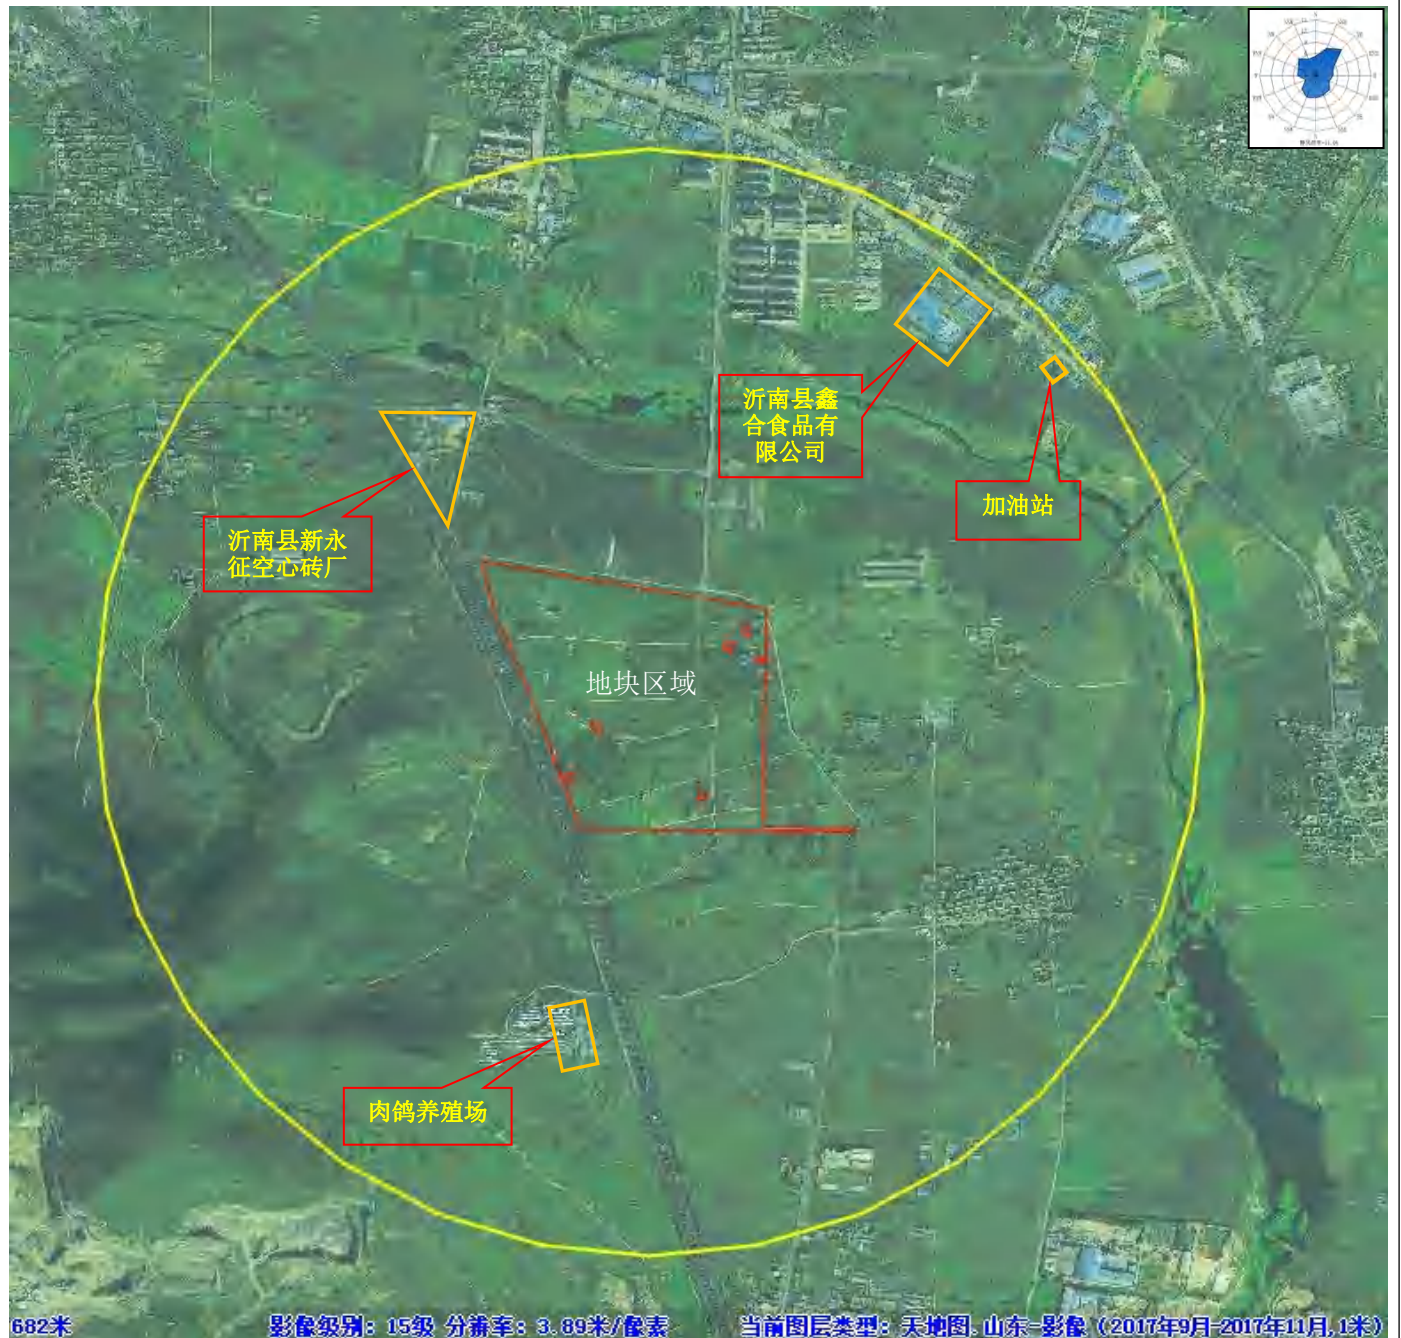 沂南县鑫
合食品有
限公司
加油站
沂南县新永
征空心砖厂
地块区域
肉鸽养殖场
682米
影像级别：15级 分辨率：3.89米/像素
当前图层类型：天地图.山东-影像（2017年9月-2017年11月,1米）